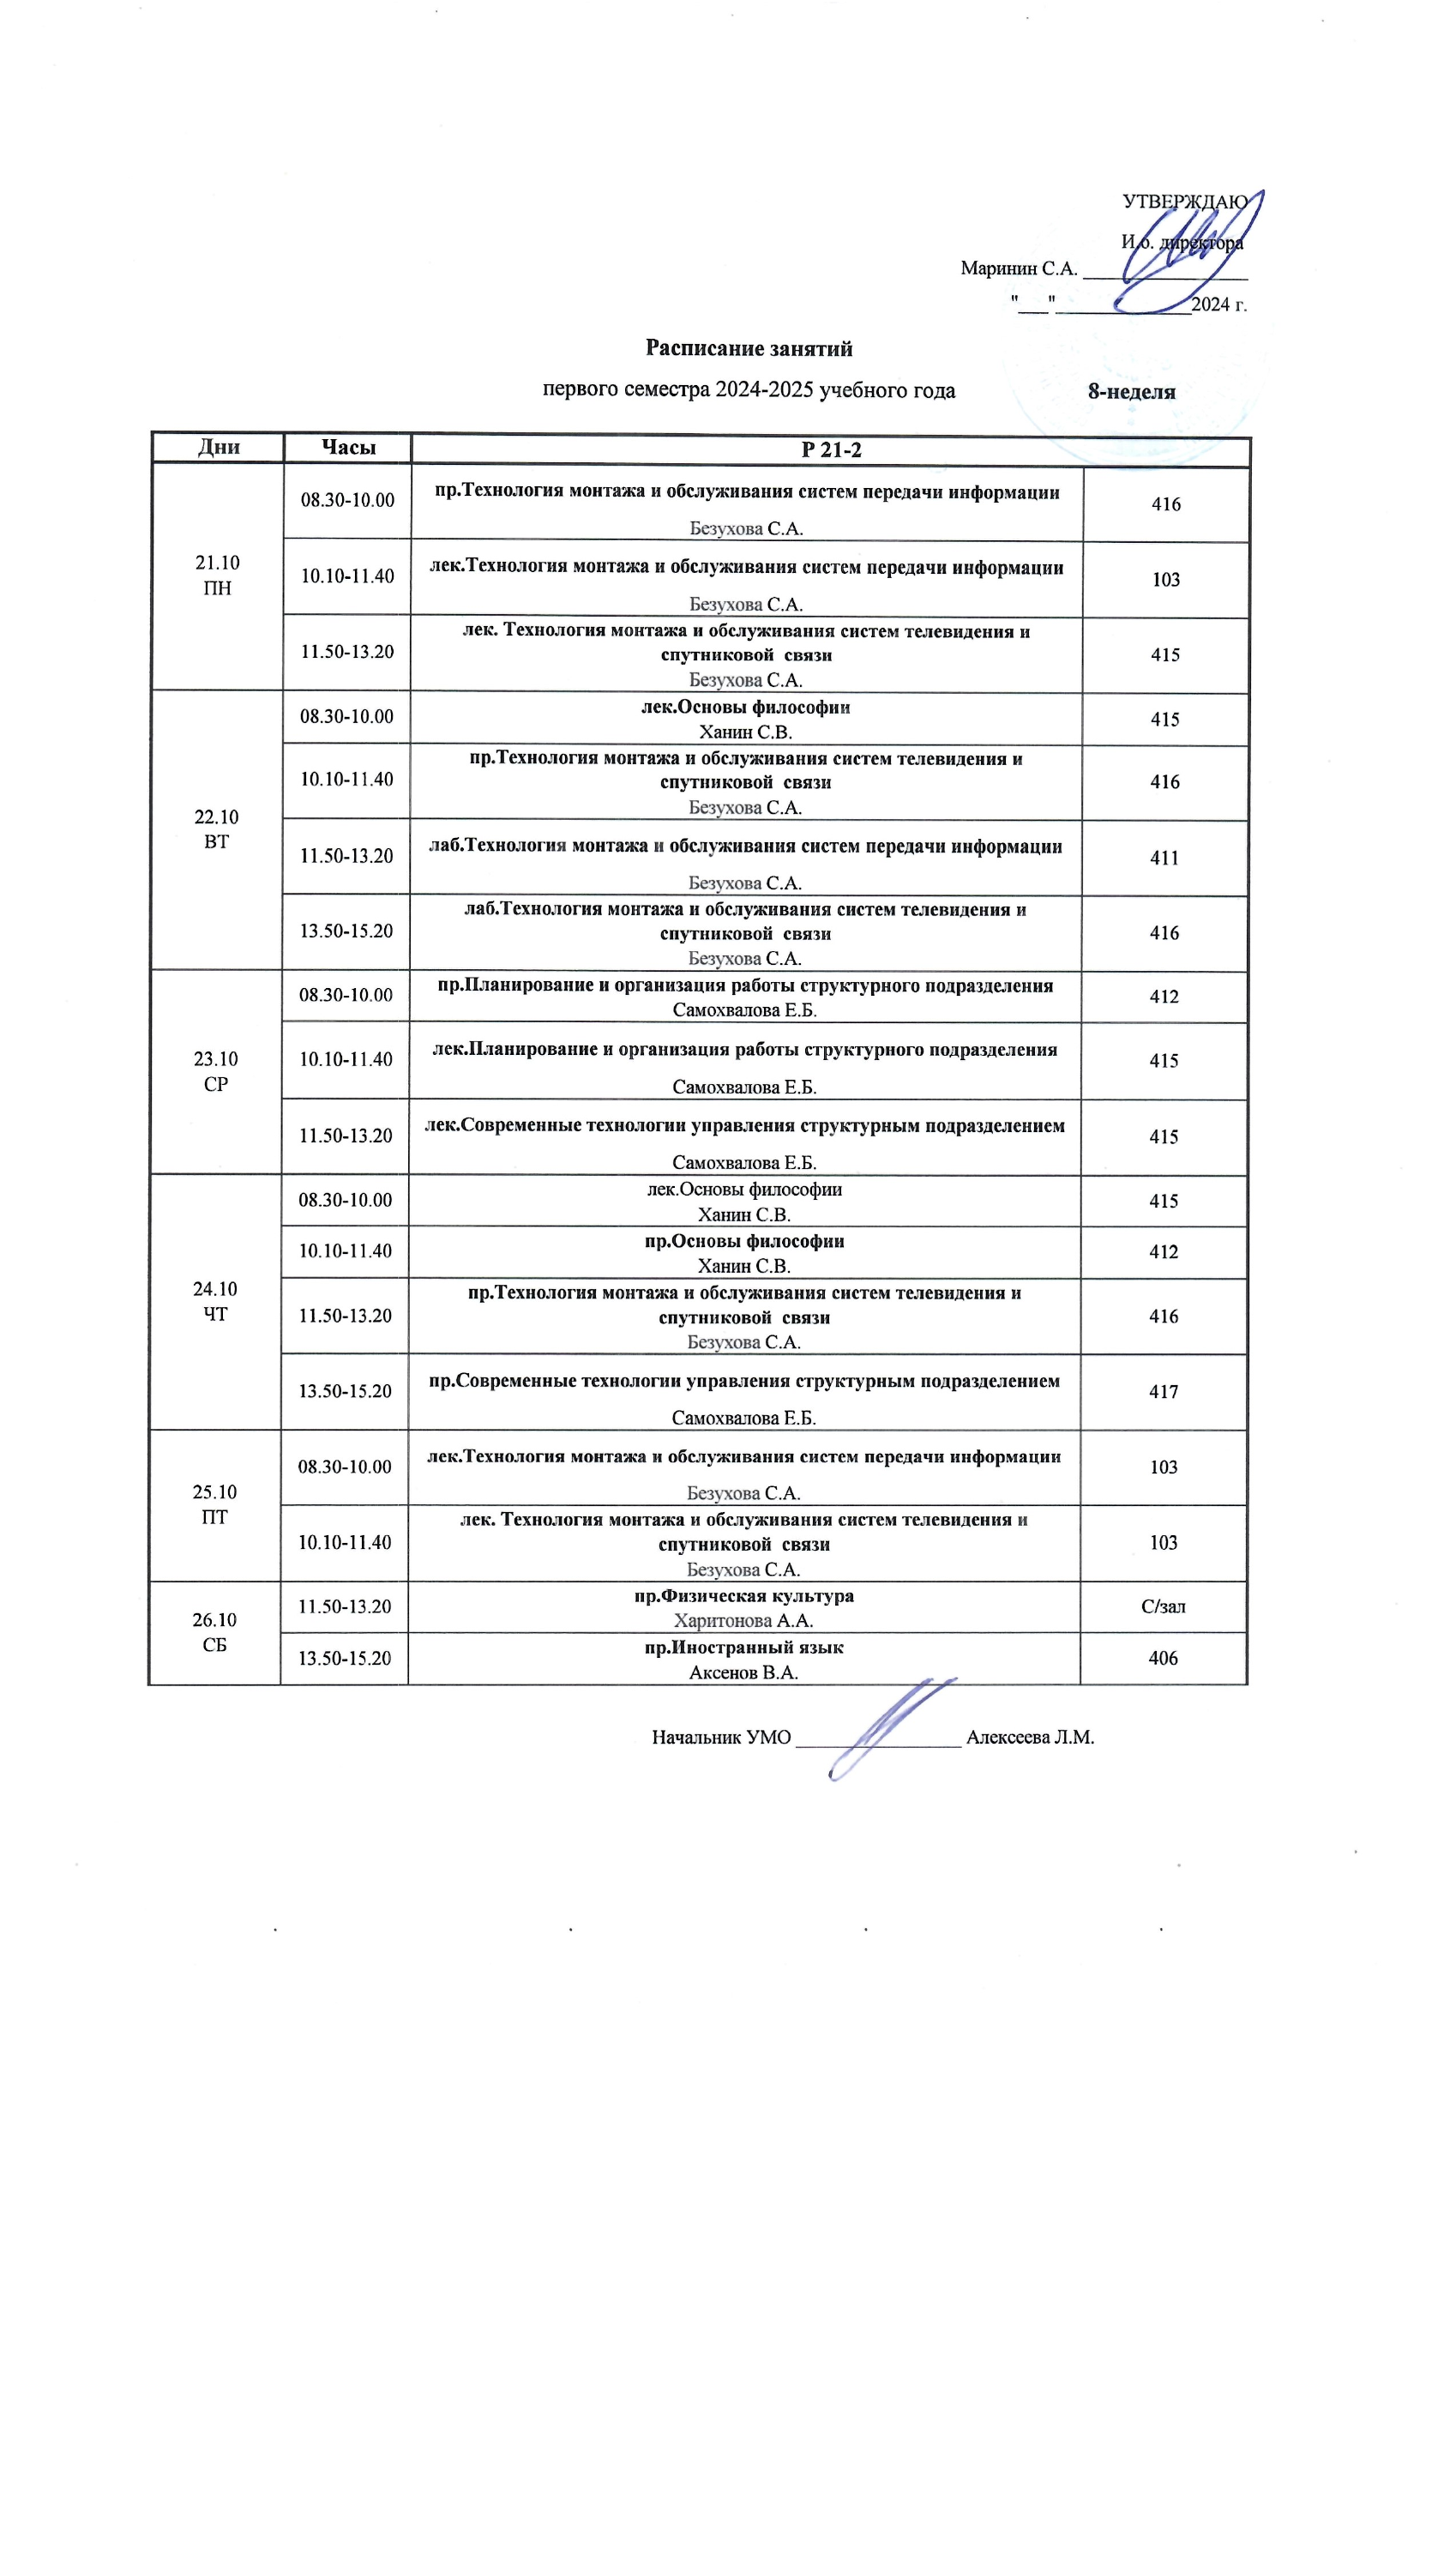 УТВЕРЖДАЮ
И.о. директора
Маринин С.А. ________________
"___"_____________2024 г.
Расписание занятий
первого семестра 2024-2025 учебного года 8-неделя
Дни Часы Р 21-2
21.10
ПН
08.30-10.00 пр.Технология монтажа и обслуживания систем передачи информации 416
Безухова С.А.
10.10-11.40 лек.Технология монтажа и обслуживания систем передачи информации 103
Безухова С.А.
лек. Технология монтажа и обслуживания систем телевидения и
11.50-13.20 спутниковой связи 415
Безухова С.А.
22.10
ВТ
08.30-10.00 лек.Основы философии 415
Ханин С.В.
пр.Технология монтажа и обслуживания систем телевидения и
10.10-11.40 спутниковой связи 416
Безухова С.А.
11.50-13.20 лаб.Технология монтажа и обслуживания систем передачи информации 411
Безухова С.А.
лаб.Технология монтажа и обслуживания систем телевидения и
13.50-15.20 спутниковой связи 416
Безухова С.А.
23.10
СР
08.30-10.00 пр.Планирование и организация работы структурного подразделения 412
Самохвалова Е.Б.
10.10-11.40 лек.Планирование и организация работы структурного подразделения 415
Самохвалова Е.Б.
11.50-13.20 лек.Современные технологии управления структурным подразделением 415
Самохвалова Е.Б.
24.10
ЧТ
08.30-10.00 лек.Основы философии 415
Ханин С.В.
10.10-11.40 пр.Основы философии 412
Ханин С.В.
пр.Технология монтажа и обслуживания систем телевидения и
11.50-13.20 спутниковой связи 416
Безухова С.А.
13.50-15.20 пр.Современные технологии управления структурным подразделением 417
Самохвалова Е.Б.
25.10
ПТ
08.30-10.00 лек.Технология монтажа и обслуживания систем передачи информации 103
Безухова С.А.
лек. Технология монтажа и обслуживания систем телевидения и
10.10-11.40 спутниковой связи 103
Безухова С.А.
26.10
СБ
11.50-13.20 пр.Физическая культура С/зал
Харитонова А.А.
13.50-15.20 пр.Иностранный язык 406
Аксенов В.А.
Начальник УМО ________________ Алексеева Л.М.